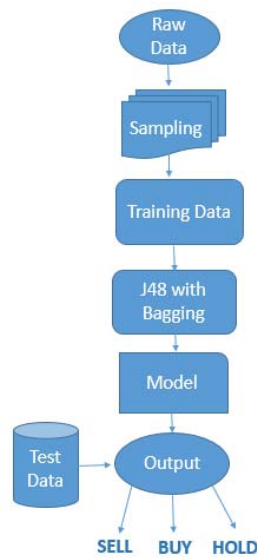 Raw
Data
Sampling
Training Data
J48 with
Bagging
Model
Test
Data
Output
SELL BUY HOLD